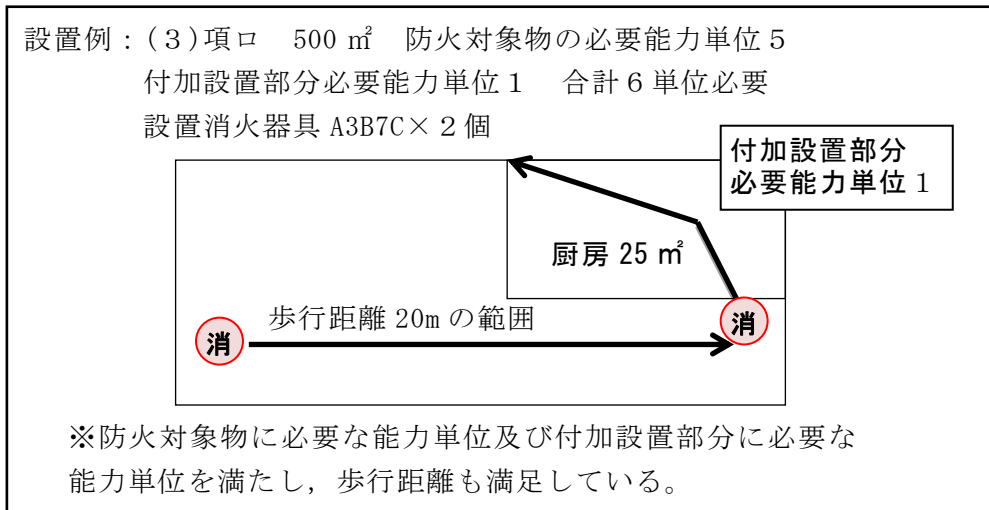 設置例：(３)項ロ　500 ㎡　防火対象物の必要能力単位５
付加設置部分必要能力単位１　合計６単位必要
設置消火器具 A3B7C×２個
付加設置部分
必要能力単位１
厨房 25 ㎡
歩行距離 20m の範囲
消
消
※防火対象物に必要な能力単位及び付加設置部分に必要な
能力単位を満たし，歩行距離も満足している。